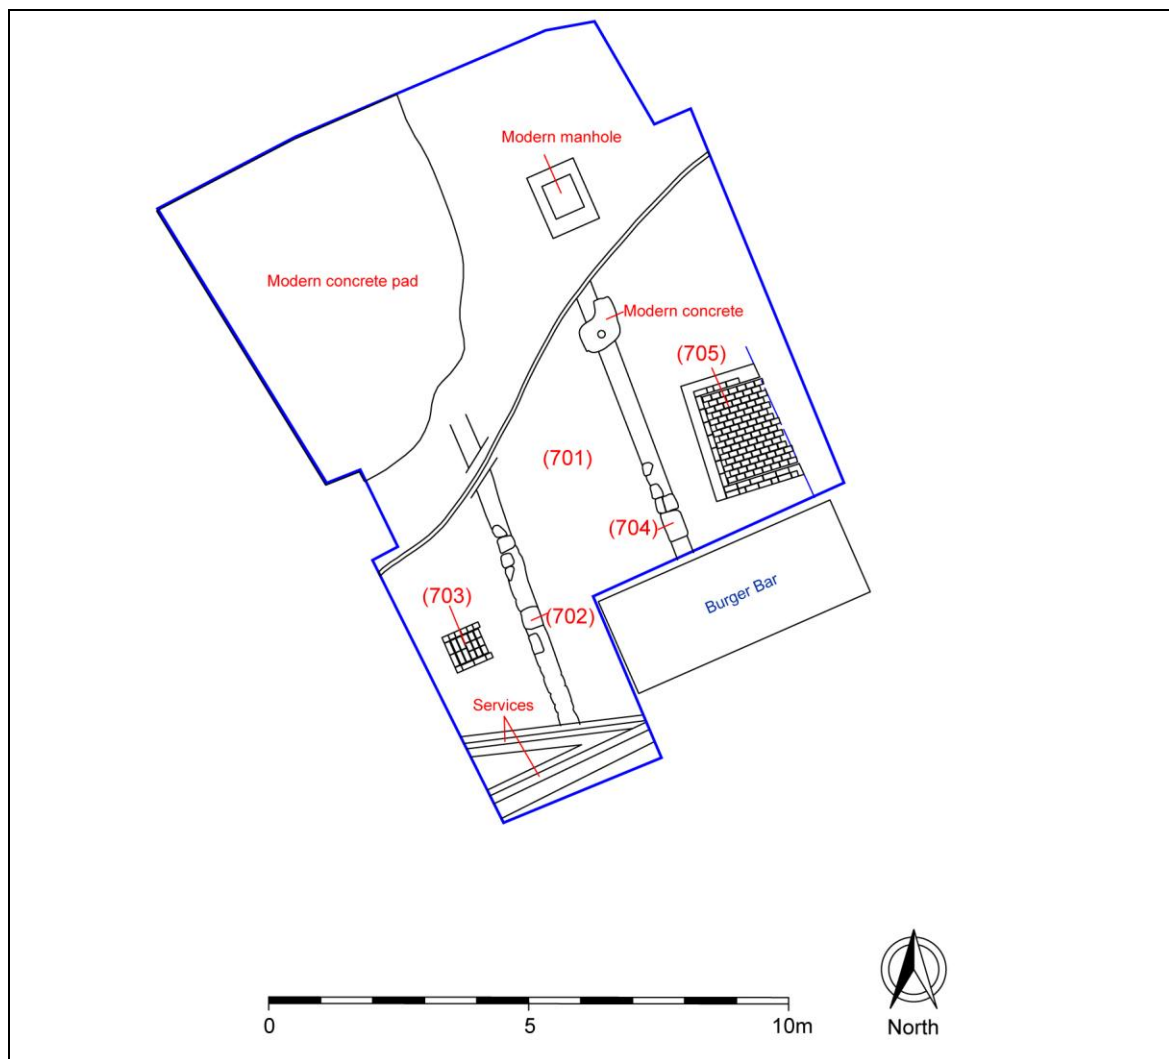 Modern manhole
Modern concrete pad
Modern concrete
(705)
(701)
(704)
(703)
(702)
Burger Bar
Services
0
5
10m
North